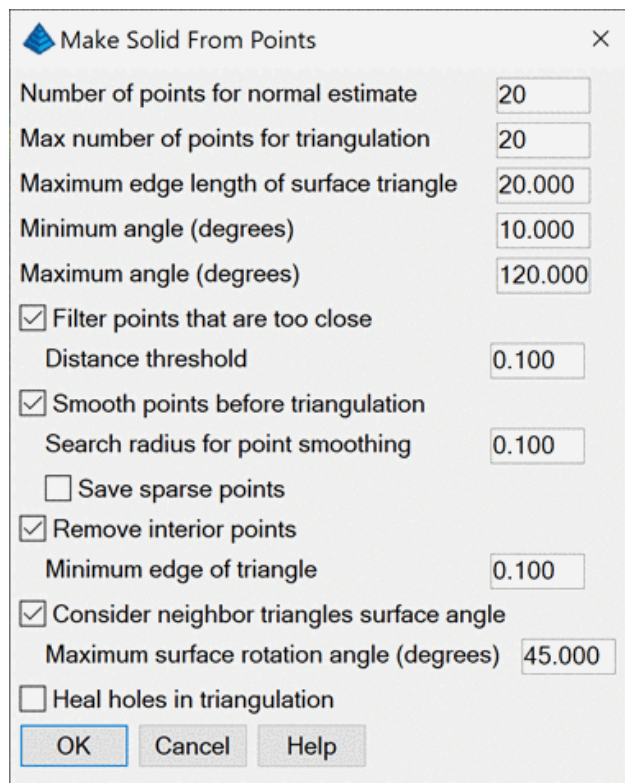 Make Solid From Points
Number of points for normal estimate 20
Max number of points for triangulation 20
Maximum edge length of surface triangle 20.000
Minimum angle (degrees) 10.000
Maximum angle (degrees) 120.000
Filter points that are too close
Distance threshold 0.100
Smooth points before triangulation
Search radius for point smoothing 0.100
Save sparse points
Remove interior points
Minimum edge of triangle 0.100
Consider neighbor triangles surface angle
Maximum surface rotation angle (degrees) 45.000
Heal holes in triangulation
OK Cancel Help